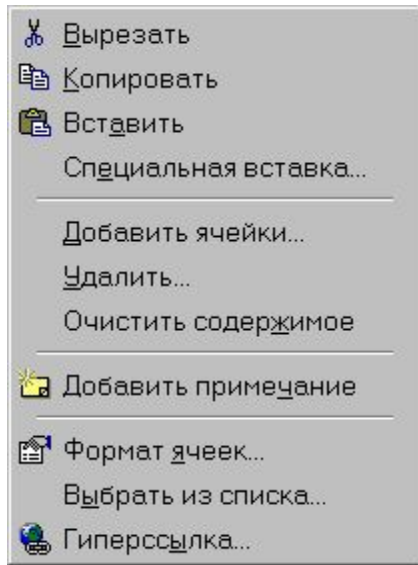 Вырезать
Копировать
Вставить
Специальная вставка...
Добавить ячейки...
Удалить...
Очистить содержимое
Добавить примечание
Формат ячеек...
Выбрать из списка...
Гиперссылка...